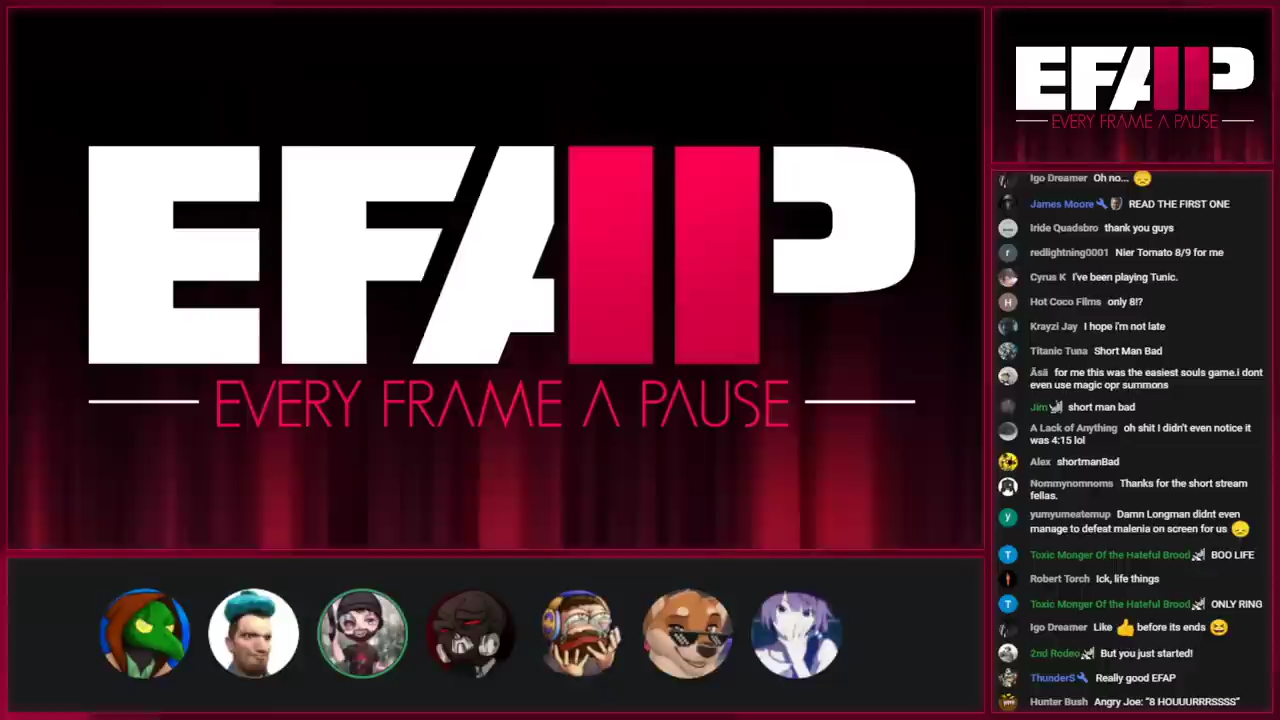 EFAP
EVERY FRAME A PAUSE
EFAP
EVERY FRAME A PAUSE
Igo Dreamer Oh no... 😞
James Moore READ THE FIRST ONE
Iride Quadsbro thank you guys
r redlightning0001 Nier Tomato 8/9 for me
Cyrus K I've been playing Tunic.
H Hot Coco Films only 8!?
Krayzi Jay I hope i'm not late
Titanic Tuna Short Man Bad
Äsä for me this was the easiest souls game.i dont
even use magic opr summons
Jim short man bad
A Lack of Anything oh shit I didn't even notice it
was 4:15 lol
Alex shortmanBad
Nommynomnoms Thanks for the short stream
fellas.
y yumyumeatemup Damn Longman didnt even
manage to defeat malenia on screen for us 😞
T Toxic Monger Of the Hateful Brood BOO LIFE
Robert Torch Ick, life things
T Toxic Monger Of the Hateful Brood ONLY RING
Igo Dreamer Like 👍 before its ends 😆
2nd Rodeo But you just started!
ThunderS Really good EFAP
Hunter Bush Angry Joe: "8 HOUUURRRSSSS"